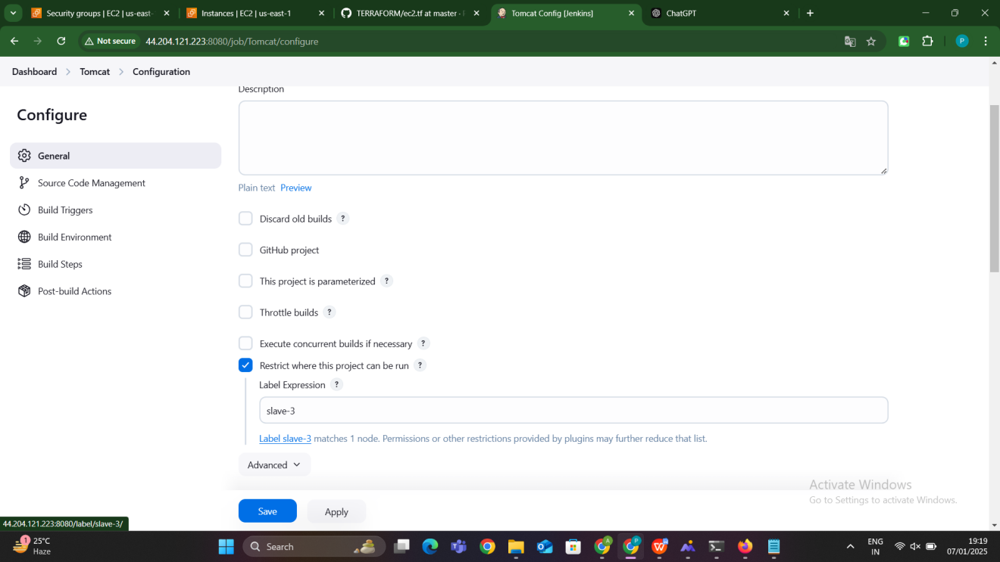 Security groups | EC2 | us-east-
Instances | EC2 | us-east-1
TERRAFORM/ec2.tf at master ·
Tomcat Config [Jenkins]
ChatGPT
Not secure
44.204.121.223:8080/job/Tomcat/configure
P
Dashboard > Tomcat > Configuration
Configure
General
Source Code Management
Build Triggers
Build Environment
Build Steps
Post-build Actions
Description
Plain text Preview
Discard old builds ?
GitHub project
This project is parameterized ?
Throttle builds ?
Execute concurrent builds if necessary ?
Restrict where this project can be run ?
Label Expression ?
slave-3
Label slave-3 matches 1 node. Permissions or other restrictions provided by plugins may further reduce that list.
Advanced
Save
Apply
Activate Windows
Go to Settings to activate Windows.
44.204.121.223:8080/label/slave-3/
1
25°C
Haze
Search
A
P
ENG
IN
19:19
07/01/2025